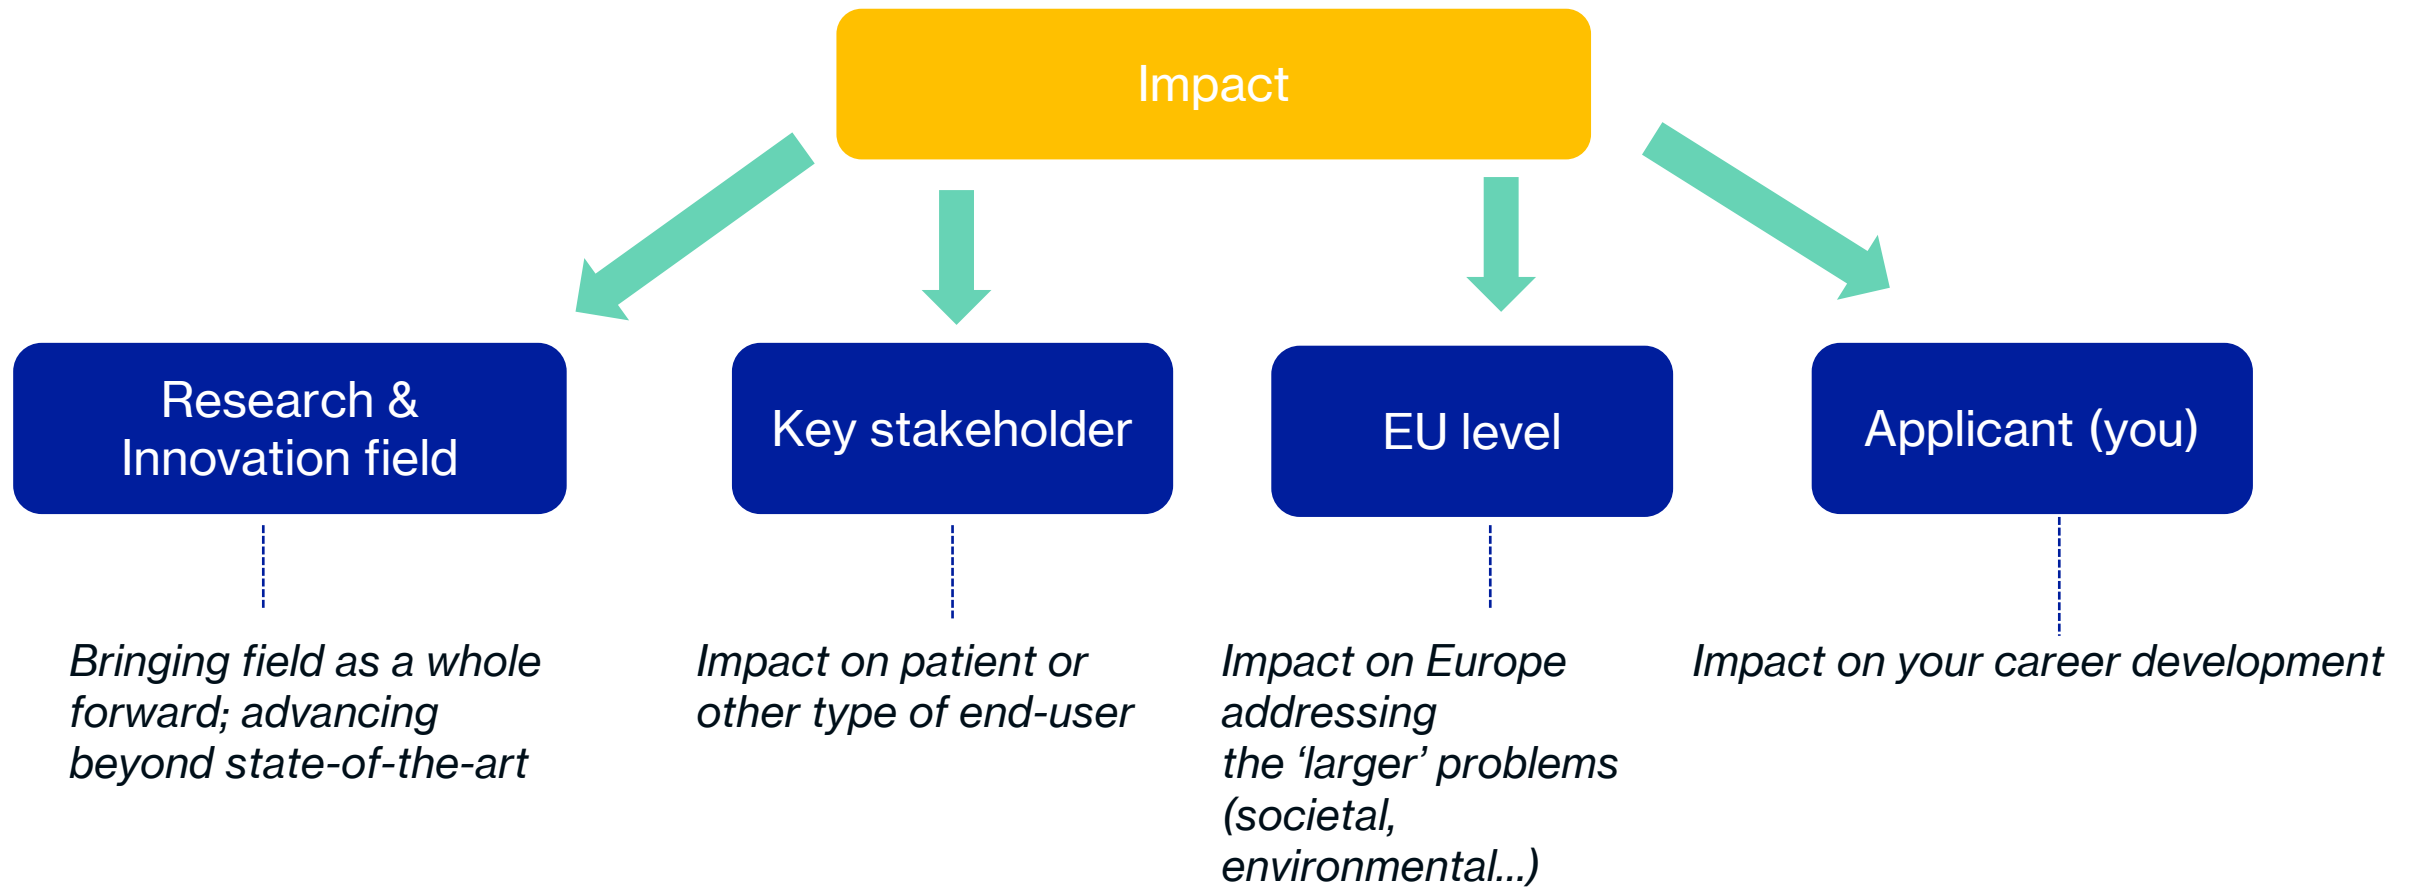 Impact
Research &
Innovation field
Key stakeholder
EU level
Applicant (you)
Bringing field as a whole
forward; advancing
beyond state-of-the-art
Impact on patient or
other type of end-user
Impact on Europe
addressing
the ‘larger’ problems
(societal,
environmental...)
Impact on your career development